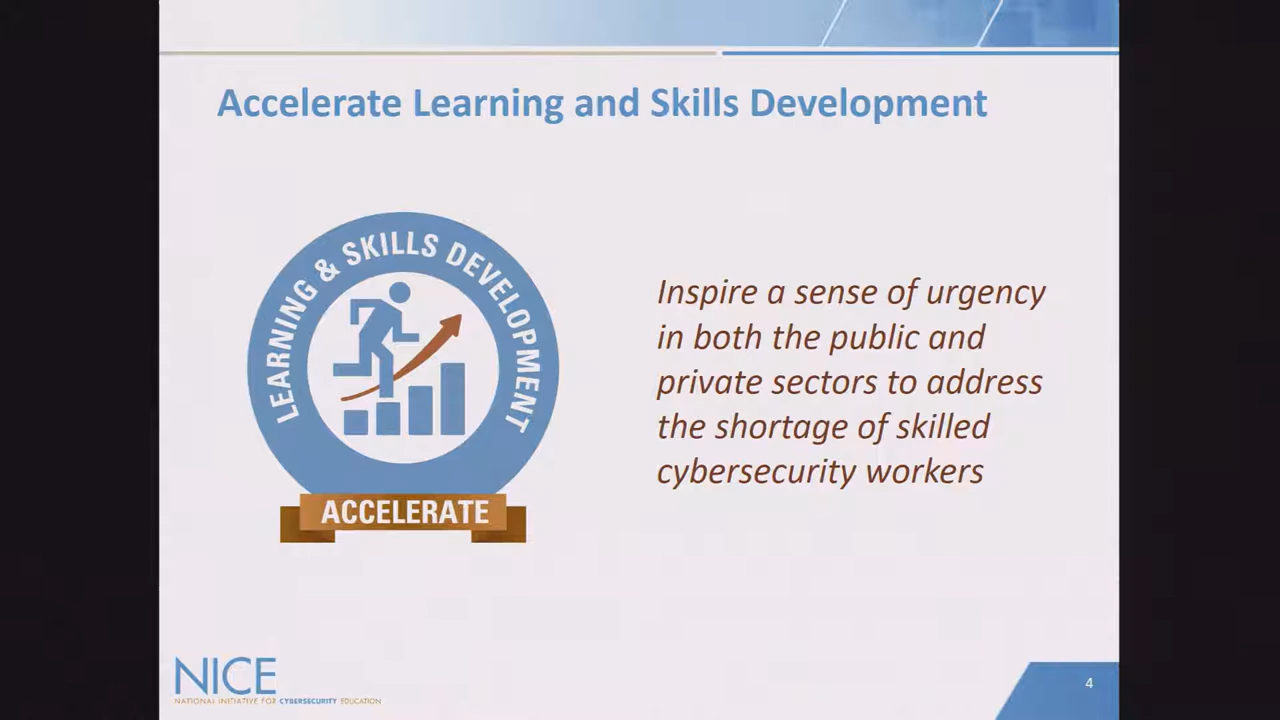 Accelerate Learning and Skills Development
LEARNING & SKILLS DEVELOPMENT
ACCELERATE
Inspire a sense of urgency
in both the public and
private sectors to address
the shortage of skilled
cybersecurity workers
NICE
NATIONAL INITIATIVE FOR CYBERSECURITY EDUCATION
4